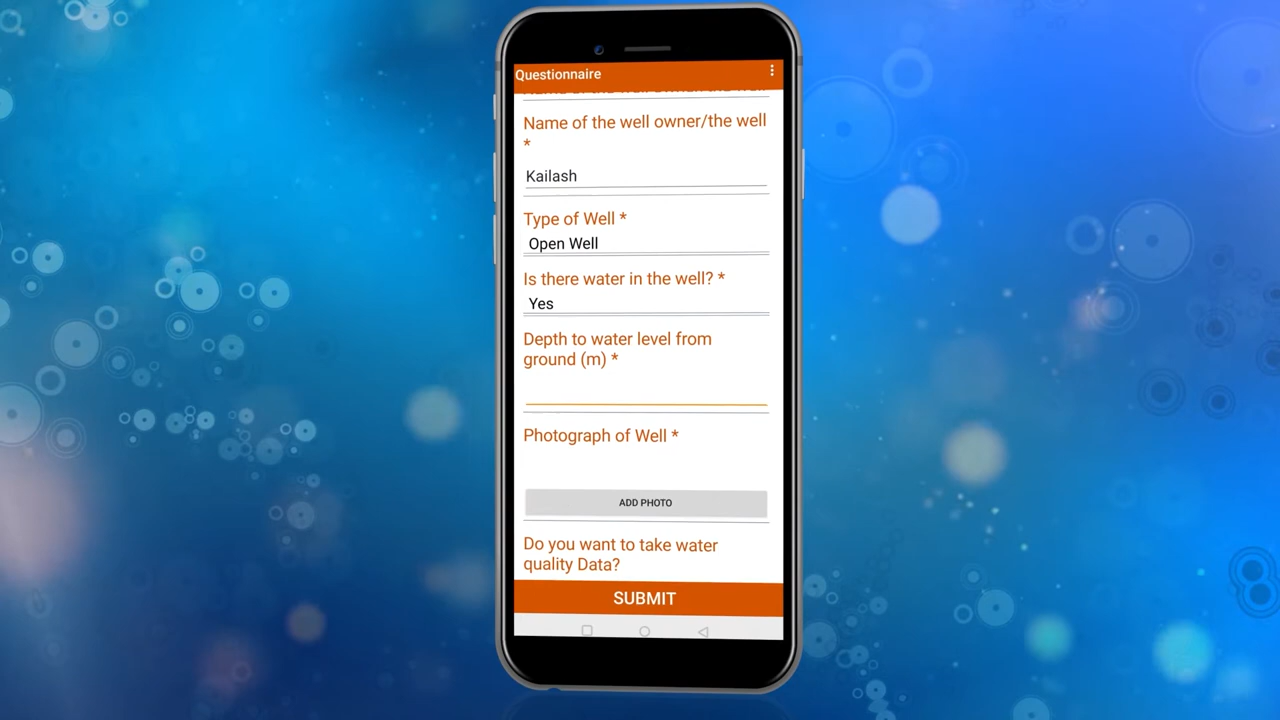 Questionnaire
Name of the well owner/the well
*
Kailash
Type of Well *
Open Well
Is there water in the well? *
Yes
Depth to water level from
ground (m) *
Photograph of Well *
ADD PHOTO
Do you want to take water
quality Data?
SUBMIT